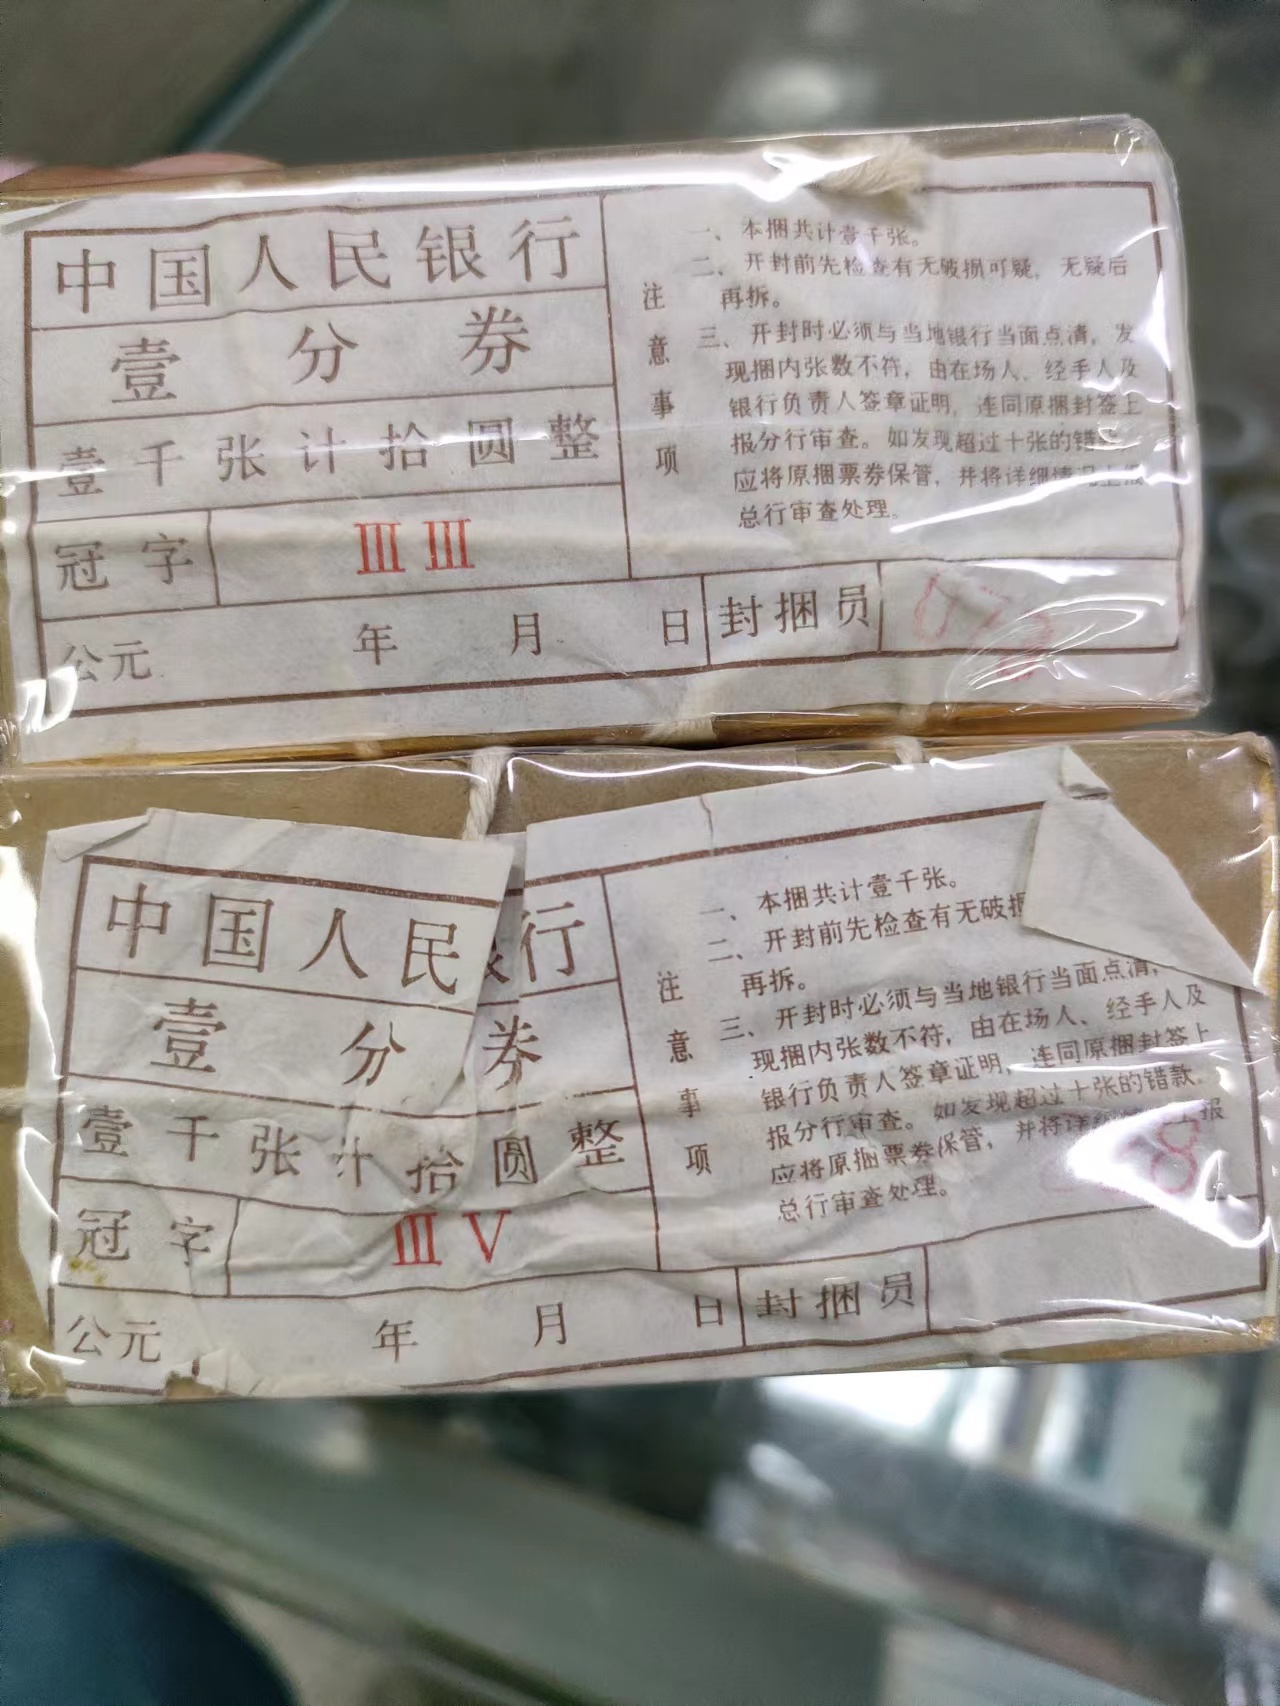 中国人民银行
壹分券
壹千张计拾圆整
冠字 ⅢⅢ
公元 年 月 日 封捆员
注意事项
一、本捆共计壹千张。
二、开封前先检查有无破损可疑，无疑后
再拆。
三、开封时必须与当地银行当面点清，发
现捆内张数不符，由在场人、经手人及
银行负责人签章证明，连同原捆封签上
报分行审查。如发现超过十张的错
应将原捆票券保管，并将详细情况上
总行审查处理。
中国人民银行
壹分券
壹千张计拾圆整
冠字 ⅢⅤ
公元 年 月 日 封捆员
注意事项
一、本捆共计壹千张。
二、开封前先检查有无破损
再拆。
三、开封时必须与当地银行当面点清，
现捆内张数不符，由在场人、经手人及
银行负责人签章证明，连同原捆封签上
报分行审查。如发现超过十张的错款，
应将原捆票券保管，并将详 报
总行审查处理。